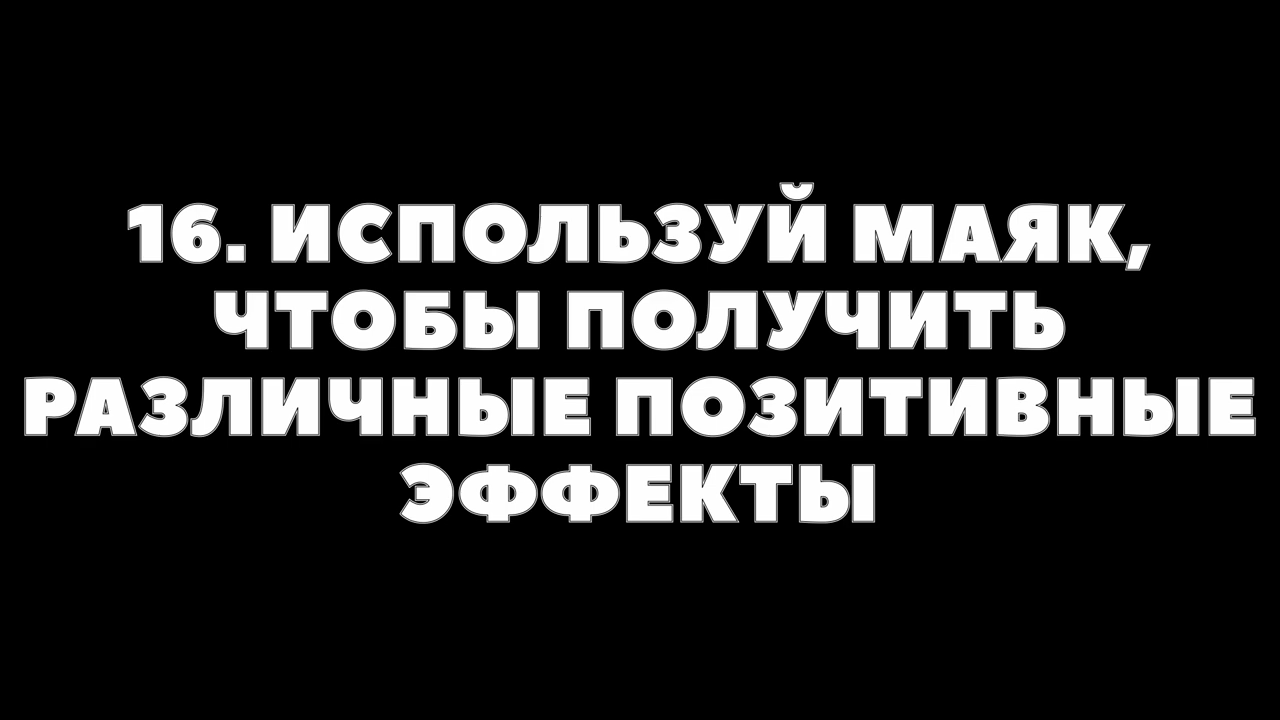 16. ИСПОЛЬЗУЙ МАЯК,
ЧТОБЫ ПОЛУЧИТЬ
РАЗЛИЧНЫЕ ПОЗИТИВНЫЕ
ЭФФЕКТЫ